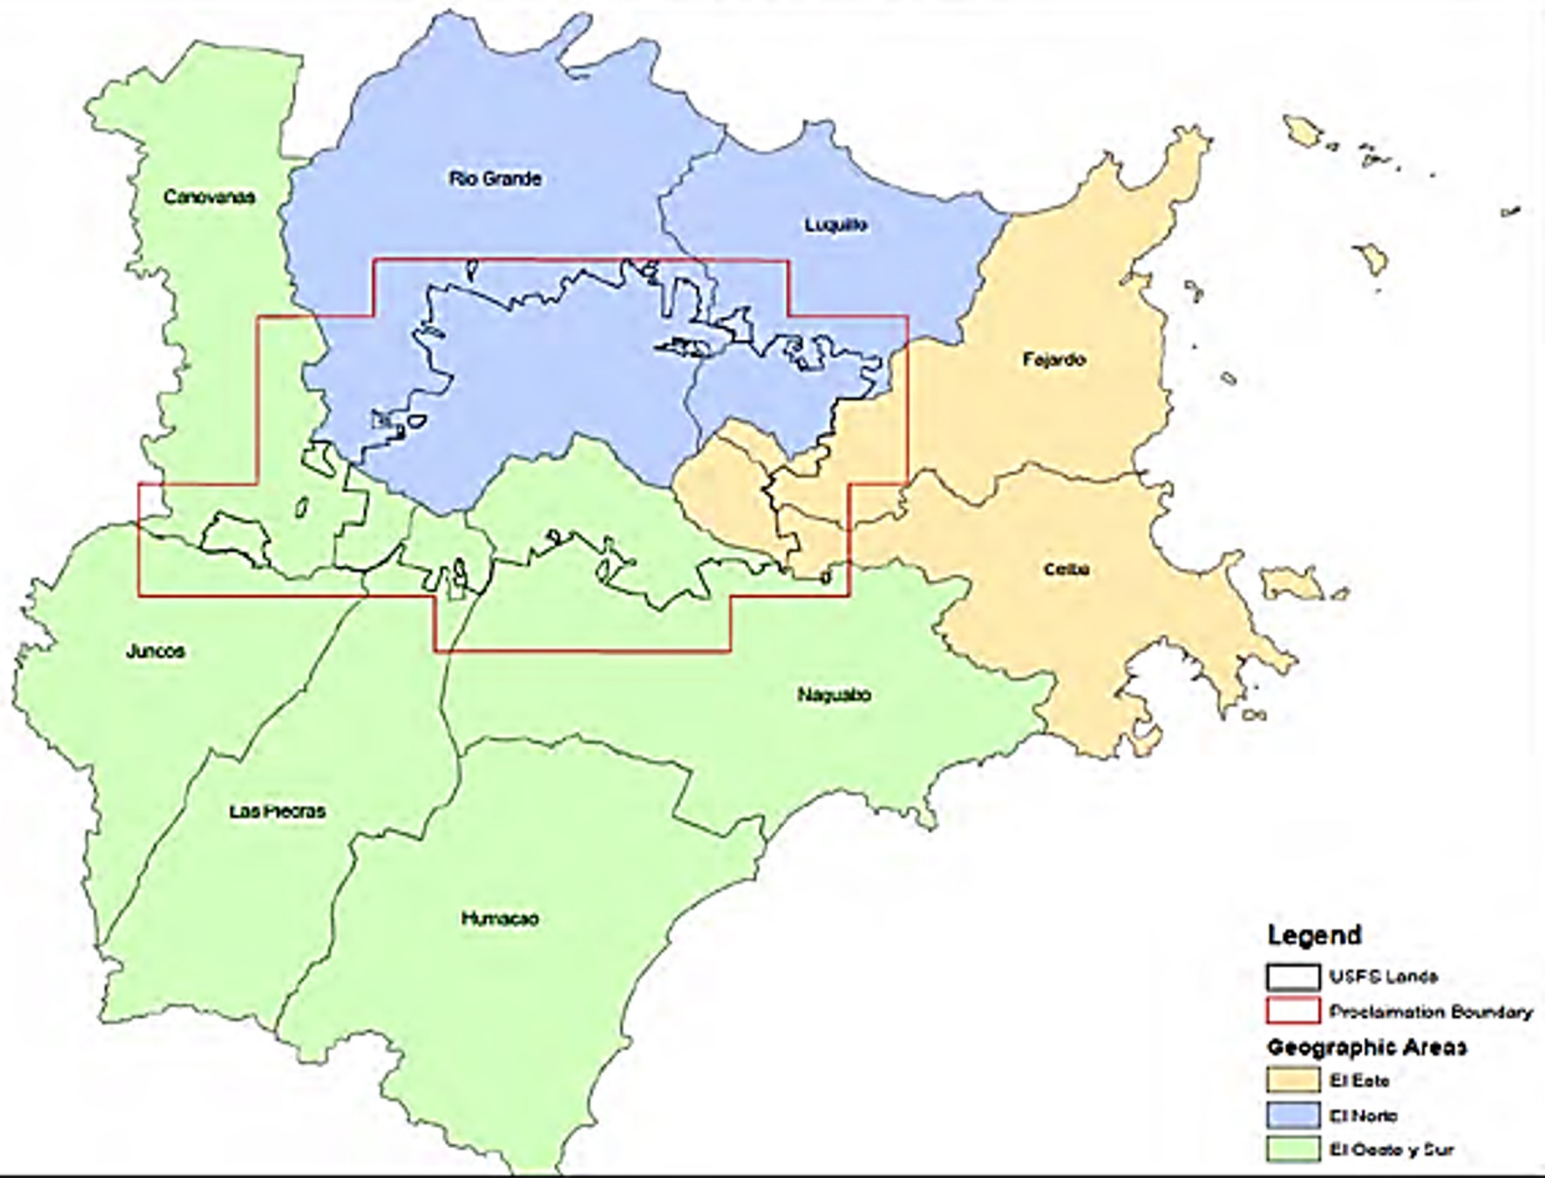 Rio Grande
Canovanas
Luquillo
Fajardo
Ceiba
Juncos
Naguabo
Las Piedras
Humacao
Legend
USFS Lands
Proclamation Boundary
Geographic Areas
El Este
El Norte
El Oeste y Sur